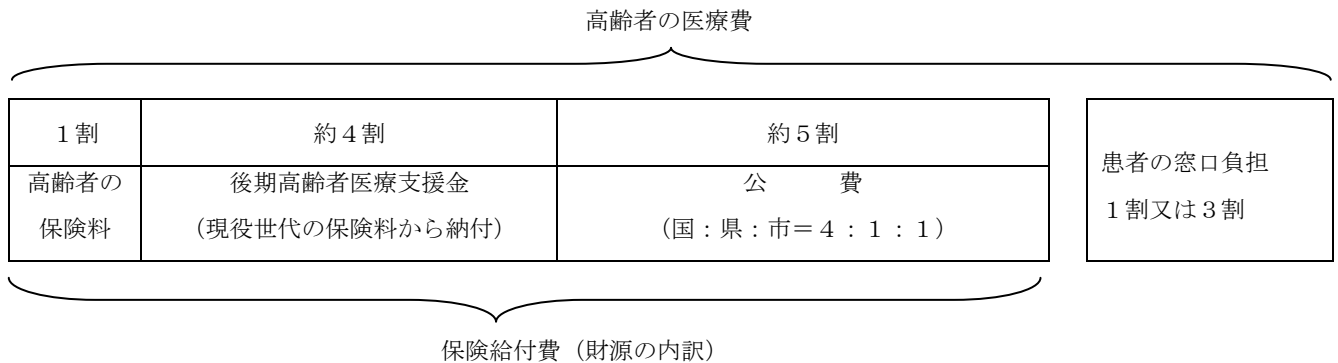 高齢者の医療費
１割
約４割
約５割
患者の窓口負担
１割又は３割
高齢者の
保険料
後期高齢者医療支援金
（現役世代の保険料から納付）
公　　費
（国：県：市＝４：１：１）
保険給付費（財源の内訳）